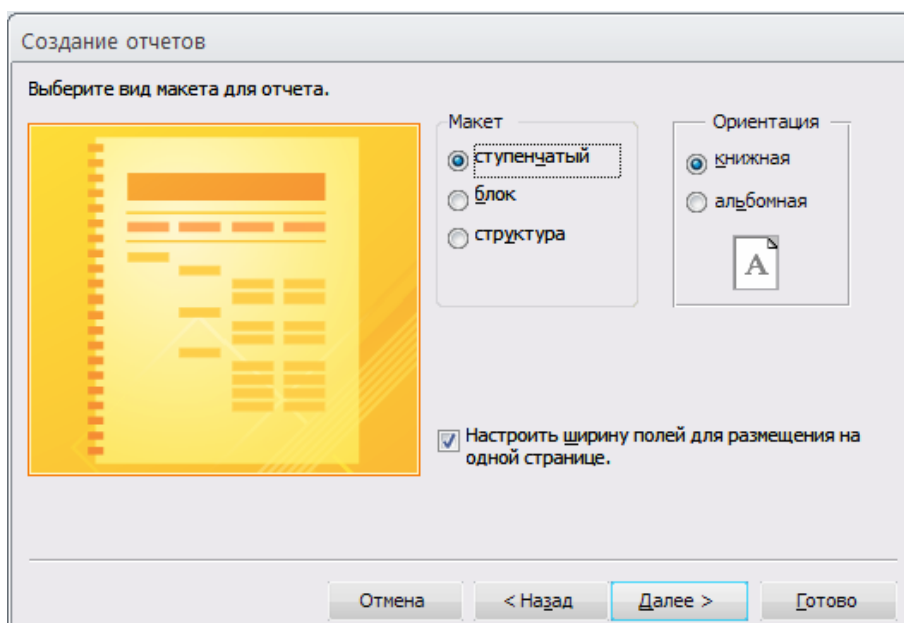 Создание отчетов
Выберите вид макета для отчета.
Макет
ступенчатый
блок
структура
Ориентация
книжная
альбомная
A
Настроить ширину полей для размещения на
одной странице.
Отмена
< Назад
Далее >
Готово